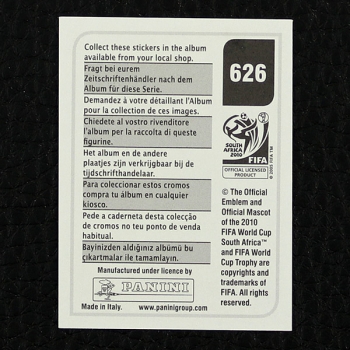 Collect these stickers in the album
available from your local shop.
Fragt bei eurem
Zeitschriftenhändler nach dem
Album für diese Serie.
Demandez à votre détaillant l'Album
pour la collection de ces images.
Chiedete al vostro rivenditore
l'album per la raccolta di queste
figurine.
Het album en de andere
plaatjes zijn verkrijgbaar bij de
tijdschrifthandelaar.
Para coleccionar estos cromos
compra tu álbum en cualquier
kiosco.
Pede a caderneta desta colecção
de cromos no teu ponto de venda
habitual.
Bayinizden aldığınız albümü bu
çıkartmalar ile tamamlayın.
Manufactured under licence by
PANINI
Made in Italy. www.paninigroup.com
626
SOUTH AFRICA
2010
FIFA
© 2005 FIFA TM
OFFICIAL LICENSED
PRODUCT
© The Official
Emblem and
Official Mascot
of the 2010
FIFA World Cup
South Africa™
and FIFA World
Cup Trophy are
copyrights and
trademarks of
FIFA. All rights
reserved.